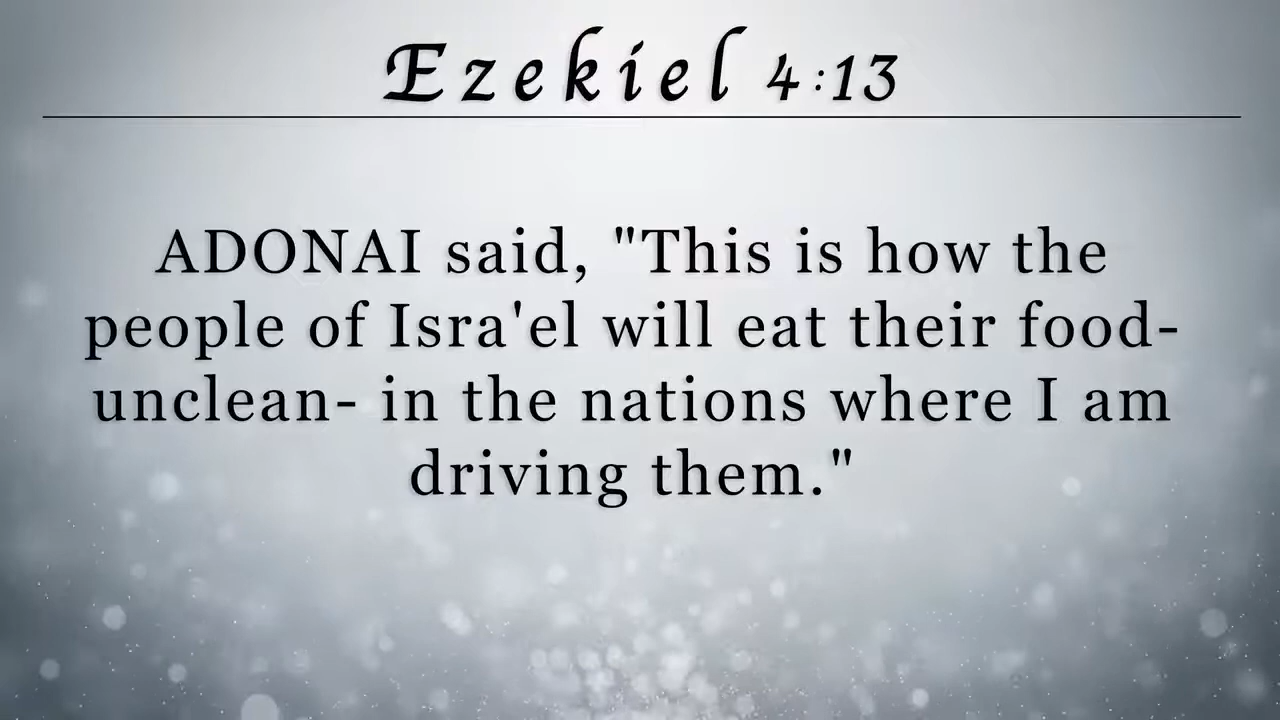 Ezekiel 4:13
ADONAI said, "This is how the
people of Isra'el will eat their food-
unclean- in the nations where I am
driving them."